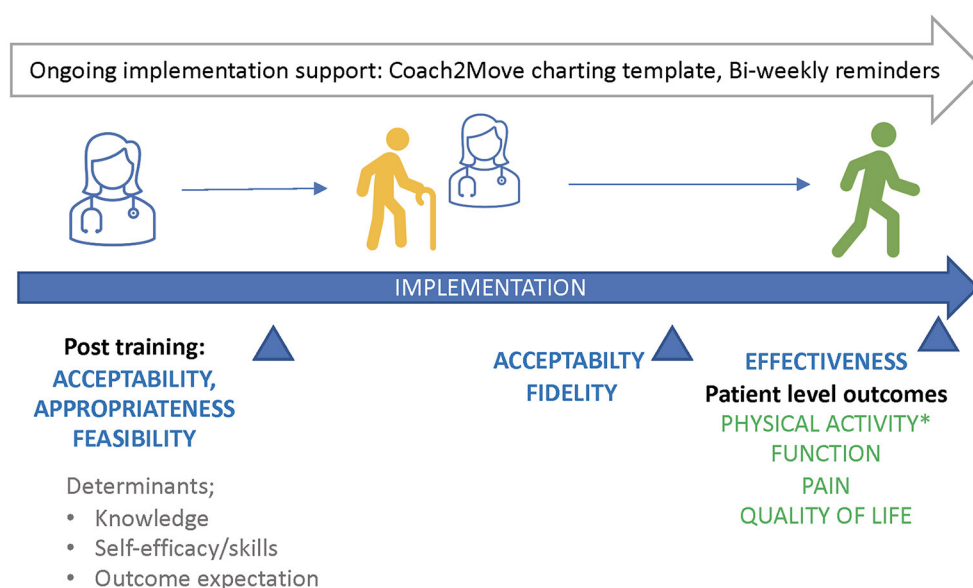 Ongoing implementation support: Coach2Move charting template, Bi-weekly reminders
IMPLEMENTATION
Post training:
ACCEPTABILITY,
APPROPRIATENESS
FEASIBILITY
Determinants;
• Knowledge
• Self-efficacy/skills
• Outcome expectation
ACCEPTABILTY
FIDELITY
EFFECTIVENESS
Patient level outcomes
PHYSICAL ACTIVITY*
FUNCTION
PAIN
QUALITY OF LIFE